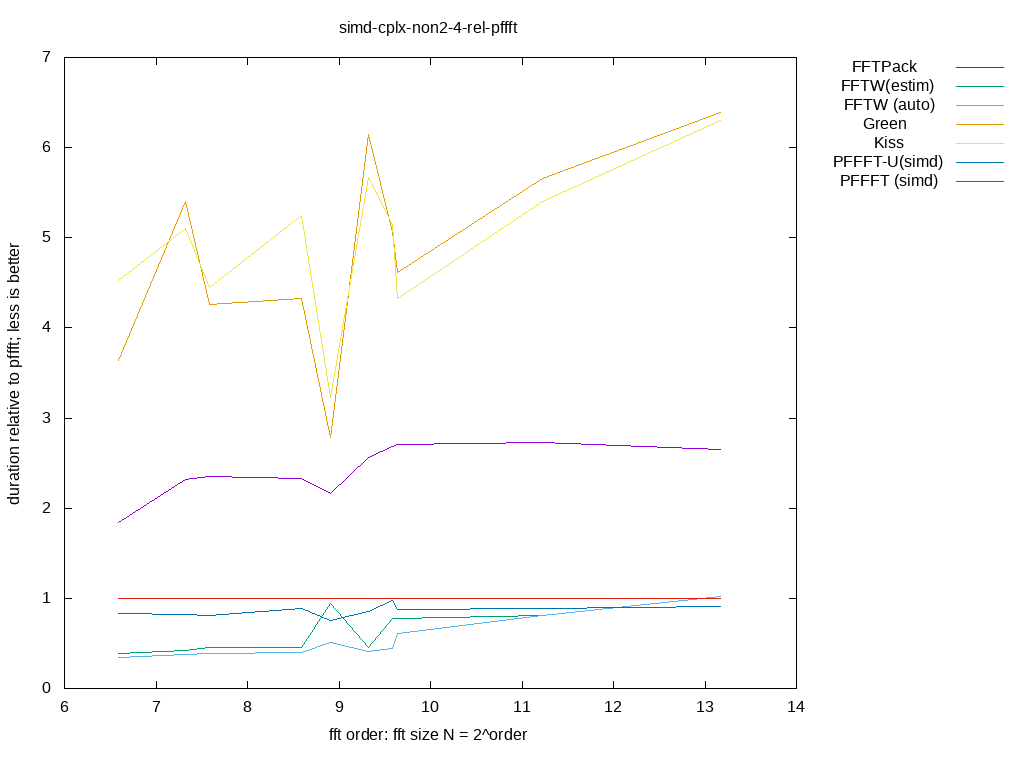 simd-cplx-non2-4-rel-pffft
7
6
5
4
3
2
1
0
duration relative to pffft; less is better
6 7 8 9 10 11 12 13 14
fft order: fft size N = 2^order
FFTPack
FFTW(estim)
FFTW (auto)
Green
Kiss
PFFFT-U(simd)
PFFFT (simd)